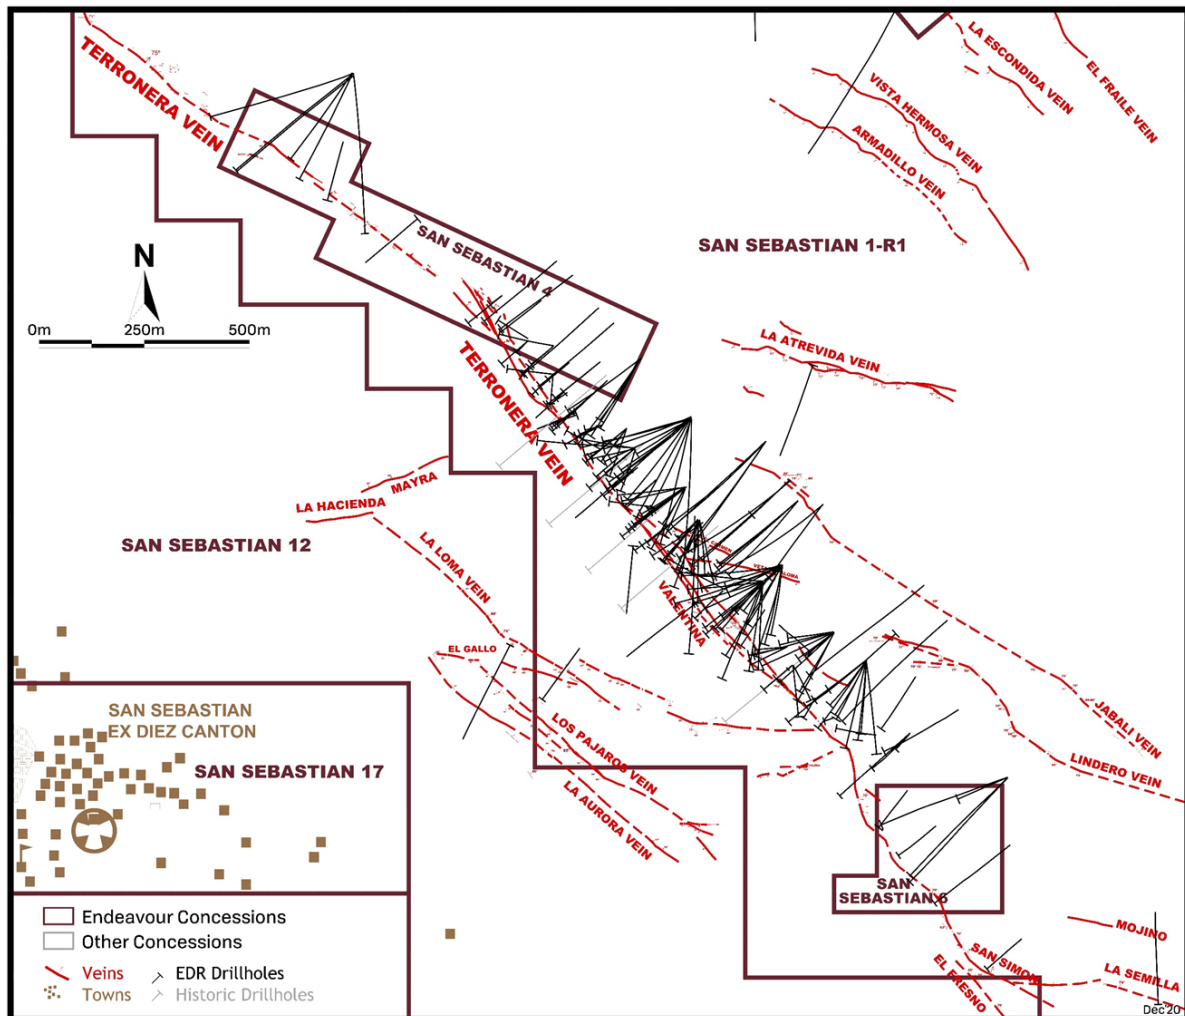 TERRONERA VEIN
75°
LA ESCONDIDA VEIN
EL FRAILE VEIN
VISTA HERMOSA VEIN
ARMADILLO VEIN
SAN SEBASTIAN 4
SAN SEBASTIAN 1-R1
N
0m 250m 500m
LA ATREVIDA VEIN
TERRONERA VEIN
MAYRA
LA HACIENDA
SAN SEBASTIAN 12
LA LOMA VEIN
VALENTINA
EL GALLO
LOS PAJAROS VEIN
LA AURORA VEIN
JABALI VEIN
LINDERO VEIN
SAN SEBASTIAN
EX DIEZ CANTON
SAN SEBASTIAN 17
SAN
SEBASTIAN 6
MOJINO
SAN SIMON
LA SEMILLA
EL FRESNO
Endeavour Concessions
Other Concessions
Veins
EDR Drillholes
Towns
Historic Drillholes
Dec'20